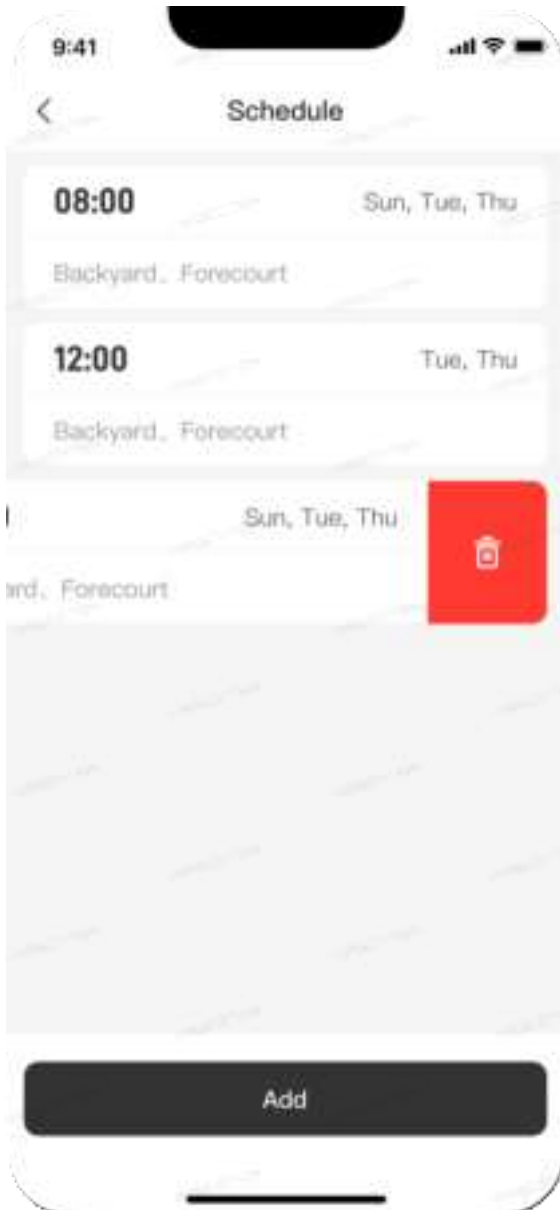 9:41
Schedule
08:00 Sun, Tue, Thu
Backyard、Forecourt
12:00 Tue, Thu
Backyard、Forecourt
Sun, Tue, Thu
ard、Forecourt
Add